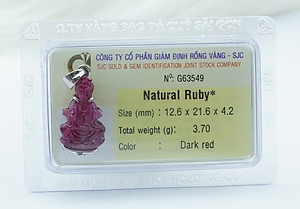 CÔNG TY CỔ PHẦN GIÁM ĐỊNH RỒNG VÀNG - SJC
SJC GOLD & GEM IDENTIFICATION JOINT STOCK COMPANY
Nº: G63549
Natural Ruby*
Size (mm) : 12.6 x 21.6 x 4.2
Total weight (g): 3.70
Color : Dark red